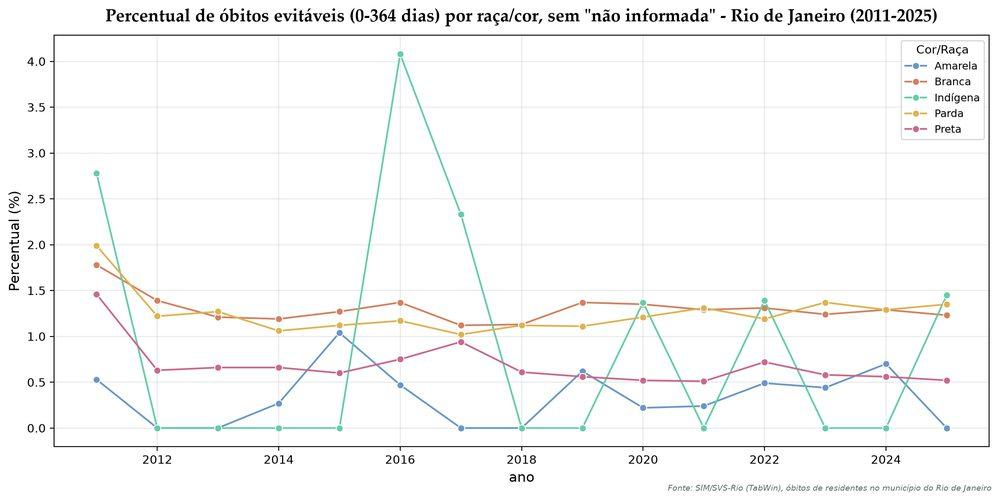 Percentual de óbitos evitáveis (0-364 dias) por raça/cor, sem "não informada" - Rio de Janeiro (2011-2025)
Percentual (%)
4.0
3.5
3.0
2.5
2.0
1.5
1.0
0.5
0.0
Cor/Raça
Amarela
Branca
Indígena
Parda
Preta
2012
2014
2016
2018
2020
2022
2024
ano
Fonte: SIM/SVS-Rio (TabWin), óbitos de residentes no município do Rio de Janeiro